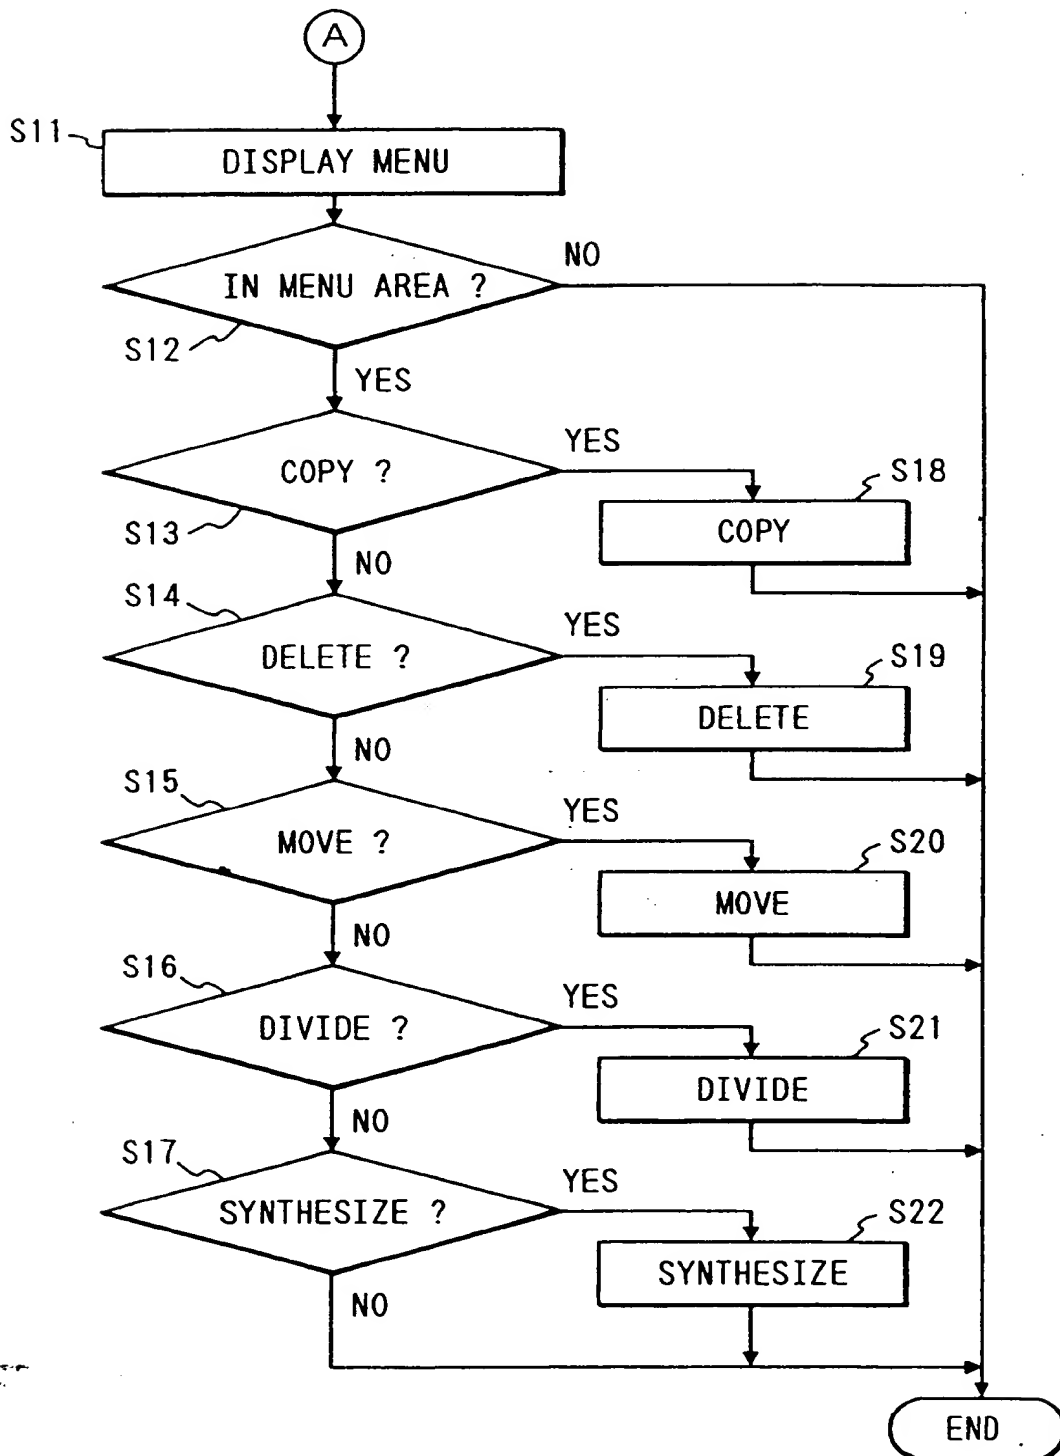 A
S11
DISPLAY MENU
IN MENU AREA ?
NO
S12
YES
COPY ?
YES
S13
S18
COPY
NO
S14
DELETE ?
YES
S19
DELETE
NO
S15
MOVE ?
YES
S20
MOVE
NO
S16
DIVIDE ?
YES
S21
DIVIDE
NO
S17
SYNTHESIZE ?
YES
S22
SYNTHESIZE
NO
END